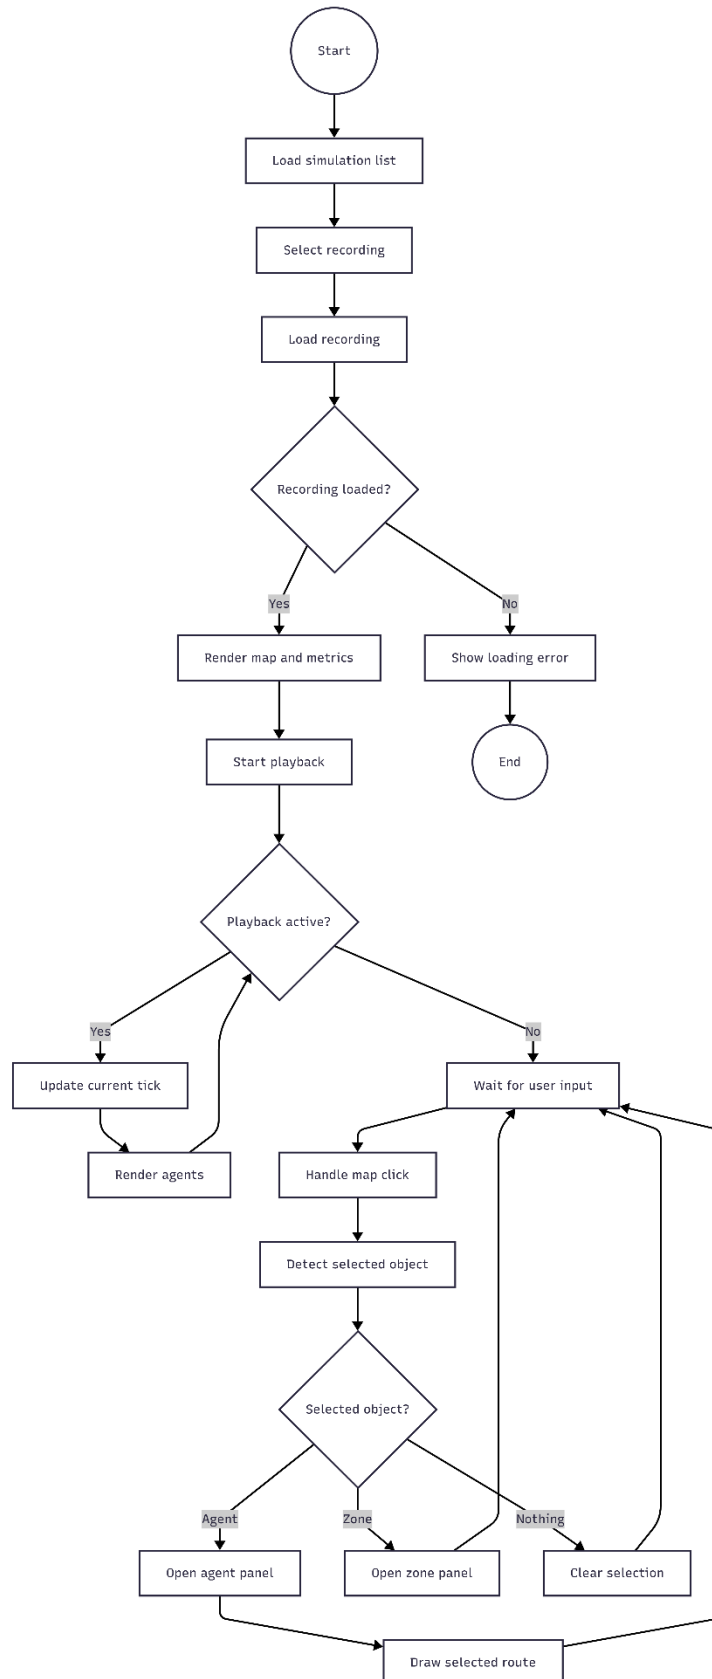 Start
Load simulation list
Select recording
Load recording
Recording loaded?
Yes
No
Render map and metrics
Show loading error
Start playback
End
Playback active?
Yes
No
Update current tick
Wait for user input
Render agents
Handle map click
Detect selected object
Selected object?
Agent
Zone
Nothing
Open agent panel
Open zone panel
Clear selection
Draw selected route